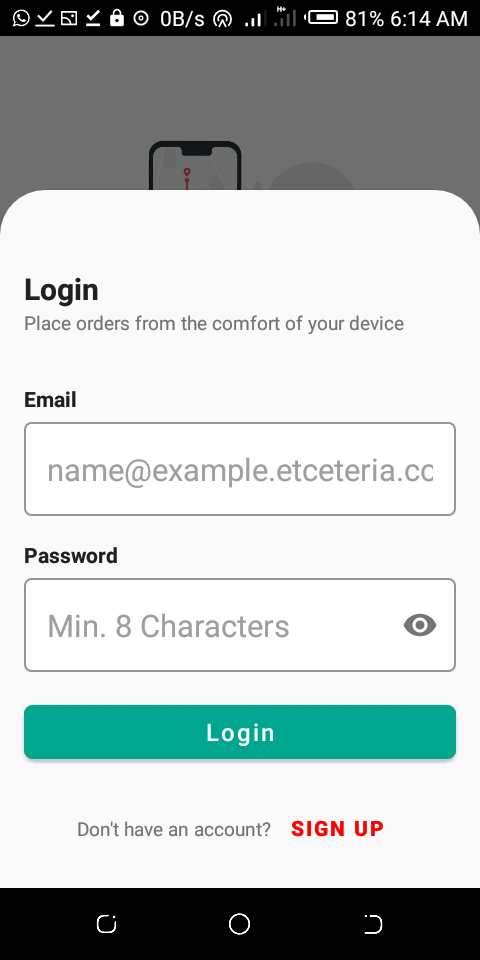 0B/s H+ 81% 6:14 AM
Login
Place orders from the comfort of your device
Email
name@example.etceteria.co
Password
Min. 8 Characters
Login
Don't have an account? SIGN UP